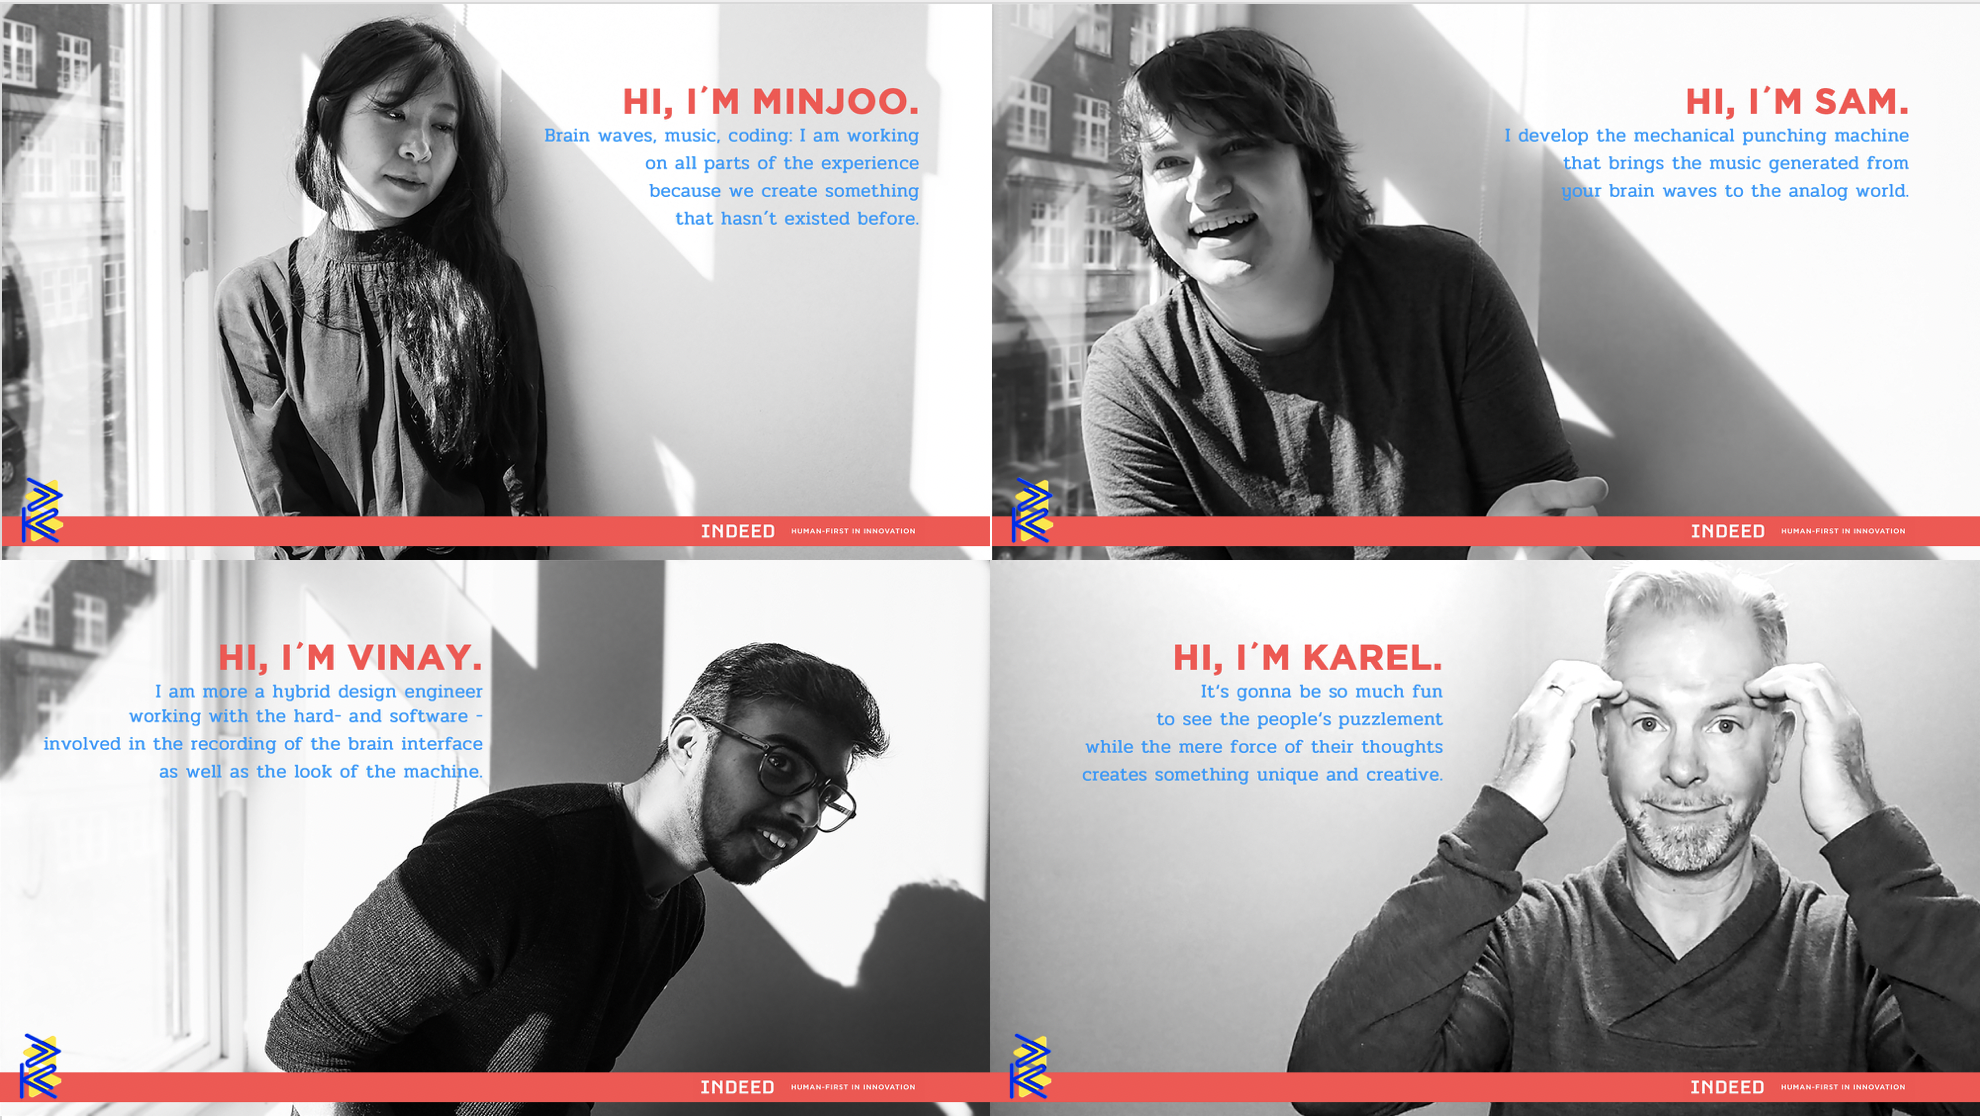 HI, I´M MINJOO.
Brain waves, music, coding: I am working
on all parts of the experience
because we create something
that hasn´t existed before.
INDEED HUMAN-FIRST IN INNOVATION
HI, I´M SAM.
I develop the mechanical punching machine
that brings the music generated from
your brain waves to the analog world.
INDEED HUMAN-FIRST IN INNOVATION
HI, I´M VINAY.
I am more a hybrid design engineer
working with the hard- and software -
involved in the recording of the brain interface
as well as the look of the machine.
INDEED HUMAN-FIRST IN INNOVATION
HI, I´M KAREL.
It‘s gonna be so much fun
to see the people‘s puzzlement
while the mere force of their thoughts
creates something unique and creative.
INDEED HUMAN-FIRST IN INNOVATION